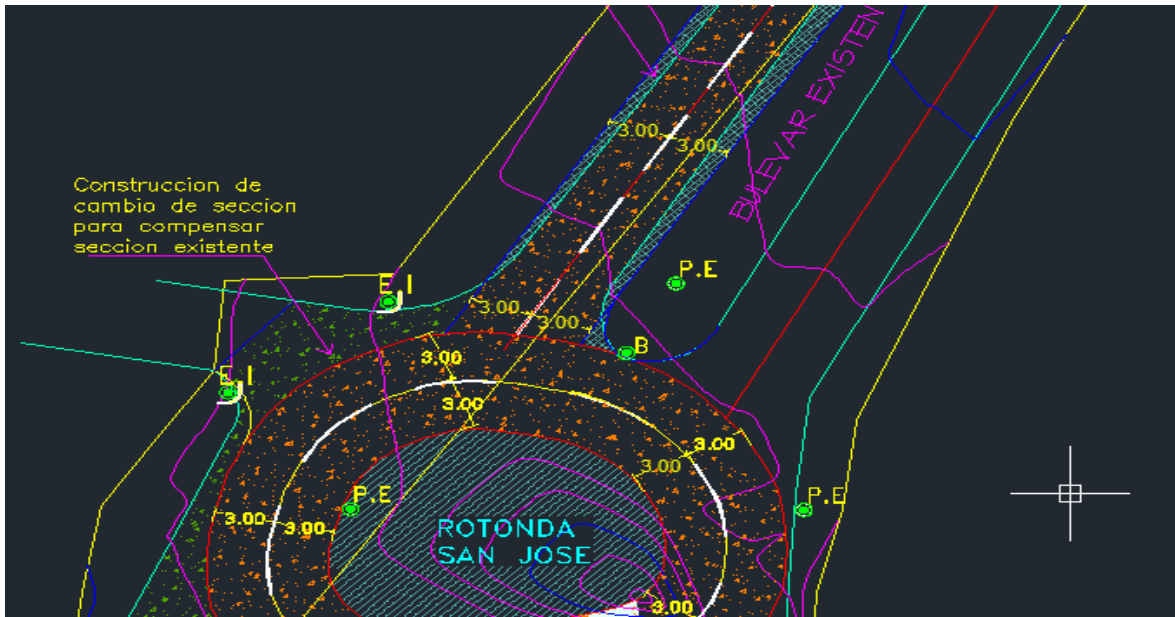 BULEVAR EXISTEN
3.00
3.00
Construccion de
cambio de seccion
para compensar
seccion existente
E.I
P.E
3.00
3.00
B
3.00
E.I
3.00
3.00
3.00
P.E
P.E
3.00
3.00
ROTONDA
SAN JOSE
3.00